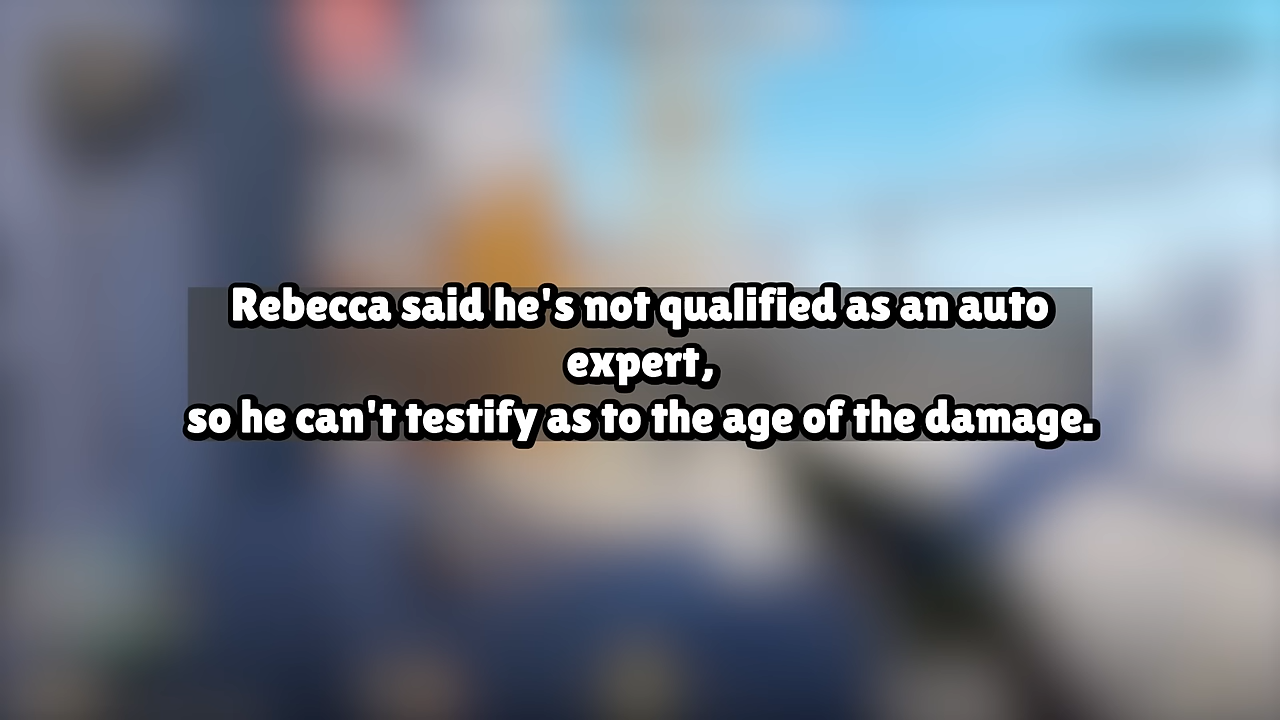 Rebecca said he's not qualified as an auto
expert,
so he can't testify as to the age of the damage.